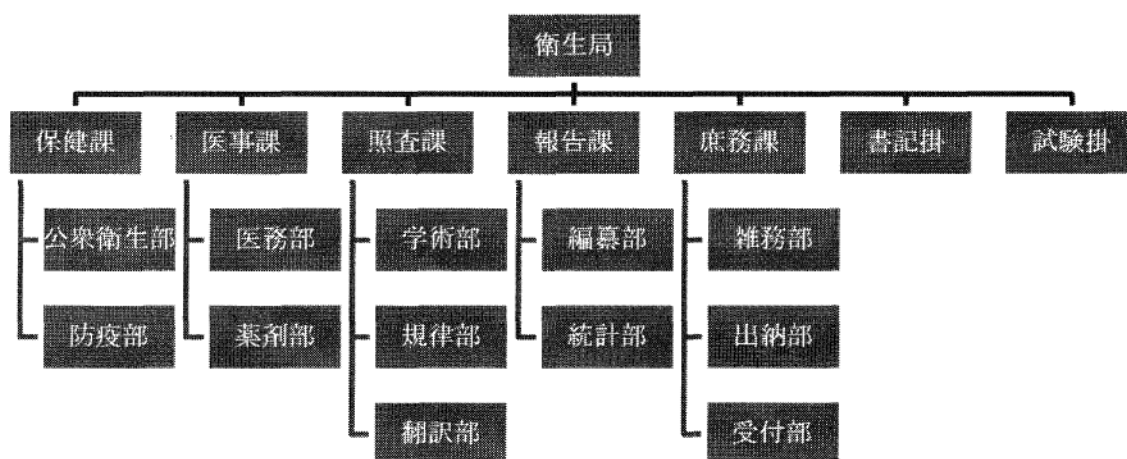 衛生局
保健課 医事課 照査課 報告課 庶務課 書記掛 試験掛
公衆衛生部 医務部 学術部 編纂部 雑務部
防疫部 薬剤部 規律部 統計部 出納部
翻訳部 受付部